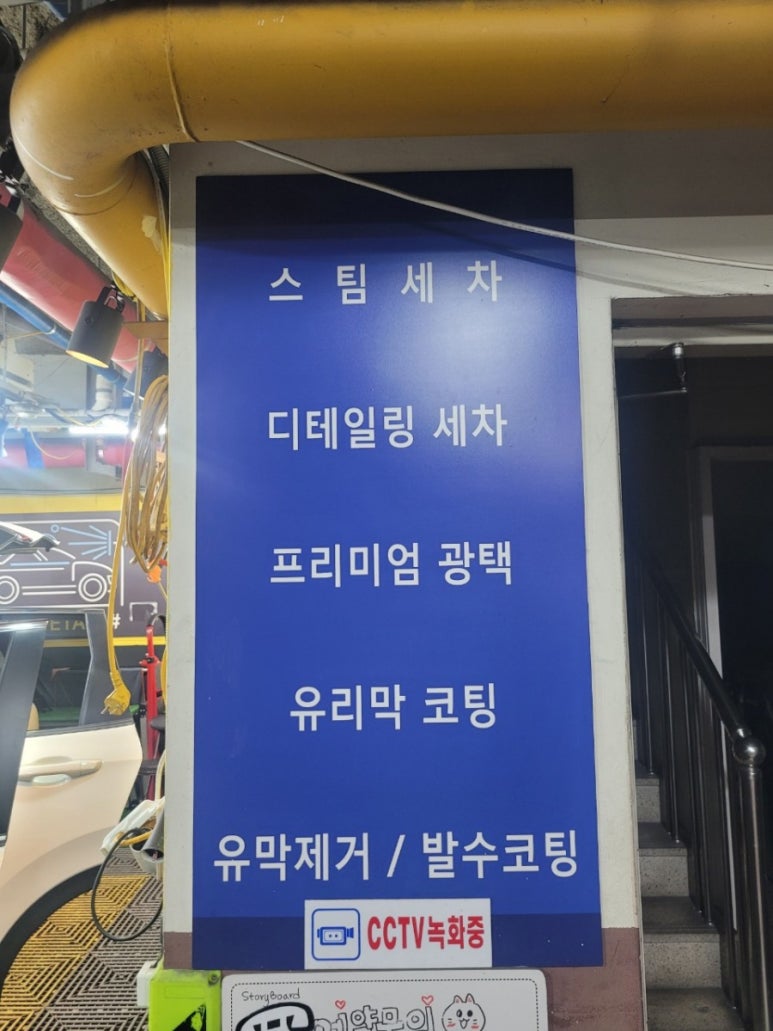 스 팀 세 차
디테일링 세차
프리미엄 광택
유리막 코팅
유막제거 / 발수코팅
CCTV녹화중
StoryBoard